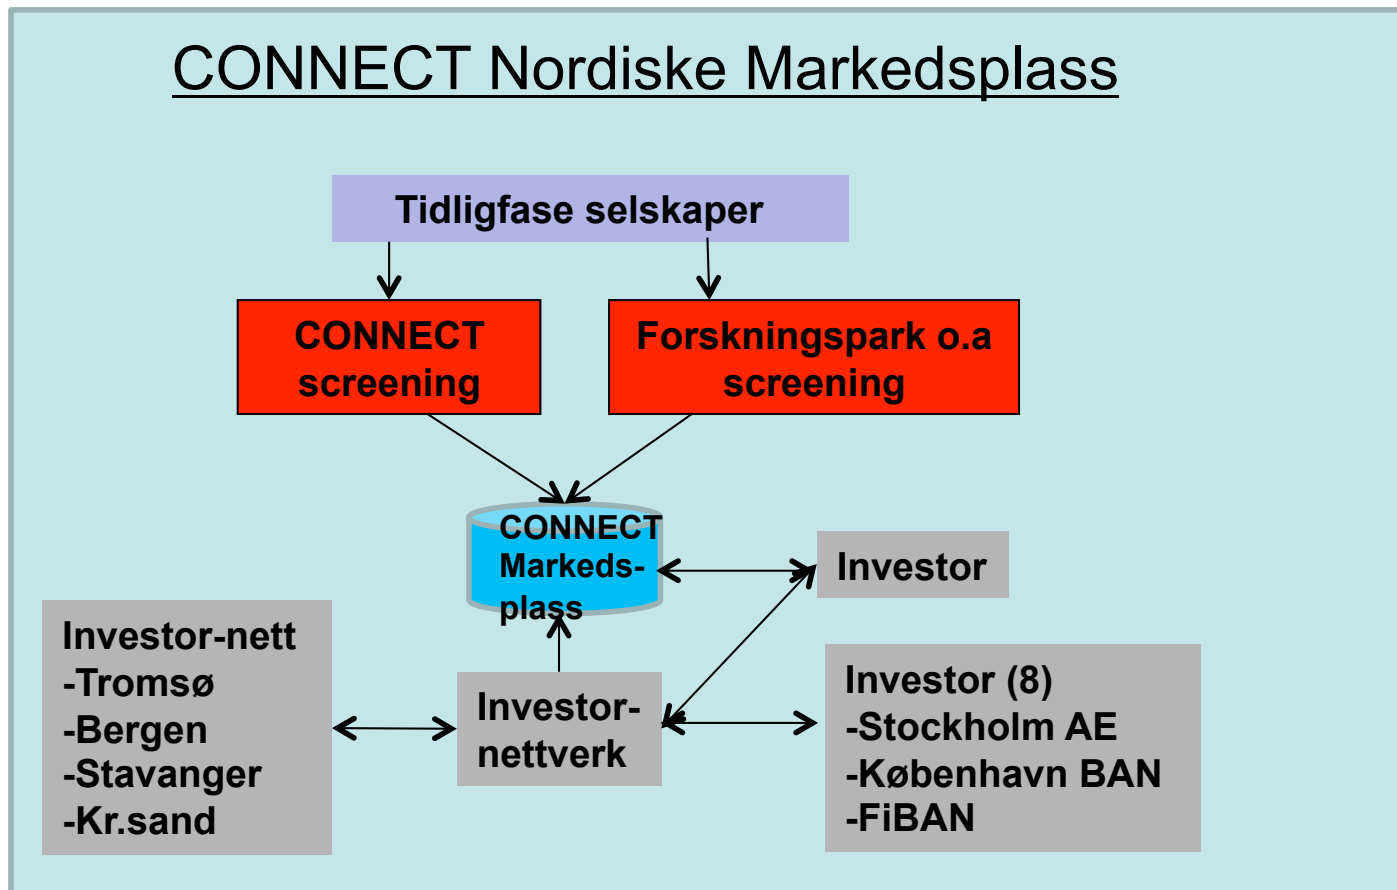 CONNECT Nordiske Markedsplass
Tidligfase selskaper
CONNECT
screening
Forskningspark o.a
screening
CONNECT
Markeds-
plass
Investor
Investor-nett
-Tromsø
-Bergen
-Stavanger
-Kr.sand
Investor-
nettverk
Investor (8)
-Stockholm AE
-København BAN
-FiBAN